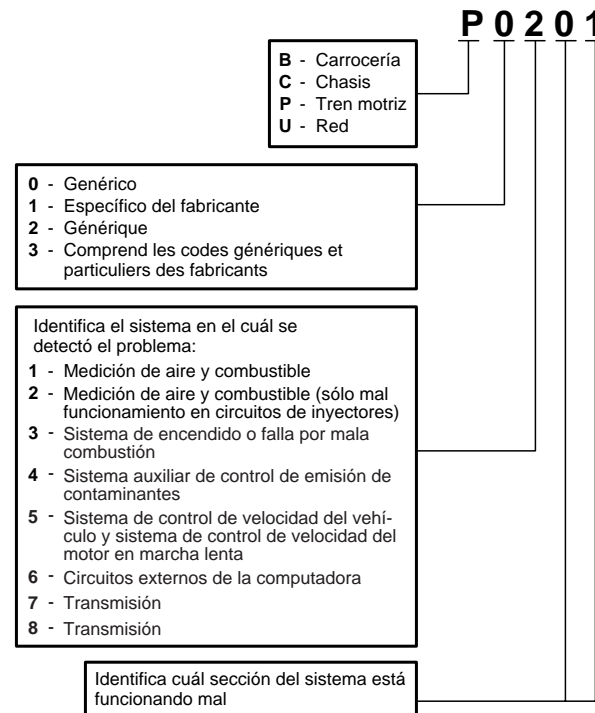 P 0 2 0 1
B - Carrocería
C - Chasis
P - Tren motriz
U - Red
0 - Genérico
1 - Específico del fabricante
2 - Générique
3 - Comprend les codes génériques et
particuliers des fabricants
Identifica el sistema en el cuál se
detectó el problema:
1 - Medición de aire y combustible
2 - Medición de aire y combustible (sólo mal
funcionamiento en circuitos de inyectores)
3 - Sistema de encendido o falla por mala
combustión
4 - Sistema auxiliar de control de emisión de
contaminantes
5 - Sistema de control de velocidad del vehí-
culo y sistema de control de velocidad del
motor en marcha lenta
6 - Circuitos externos de la computadora
7 - Transmisión
8 - Transmisión
Identifica cuál sección del sistema está
funcionando mal